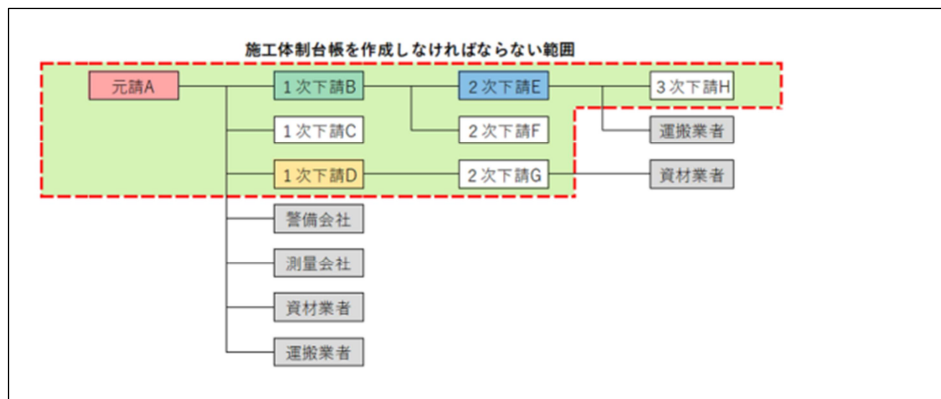 施工体制台帳を作成しなければならない範囲
元請A
1次下請B
2次下請E
3次下請H
1次下請C
2次下請F
運搬業者
1次下請D
2次下請G
資材業者
警備会社
測量会社
資材業者
運搬業者